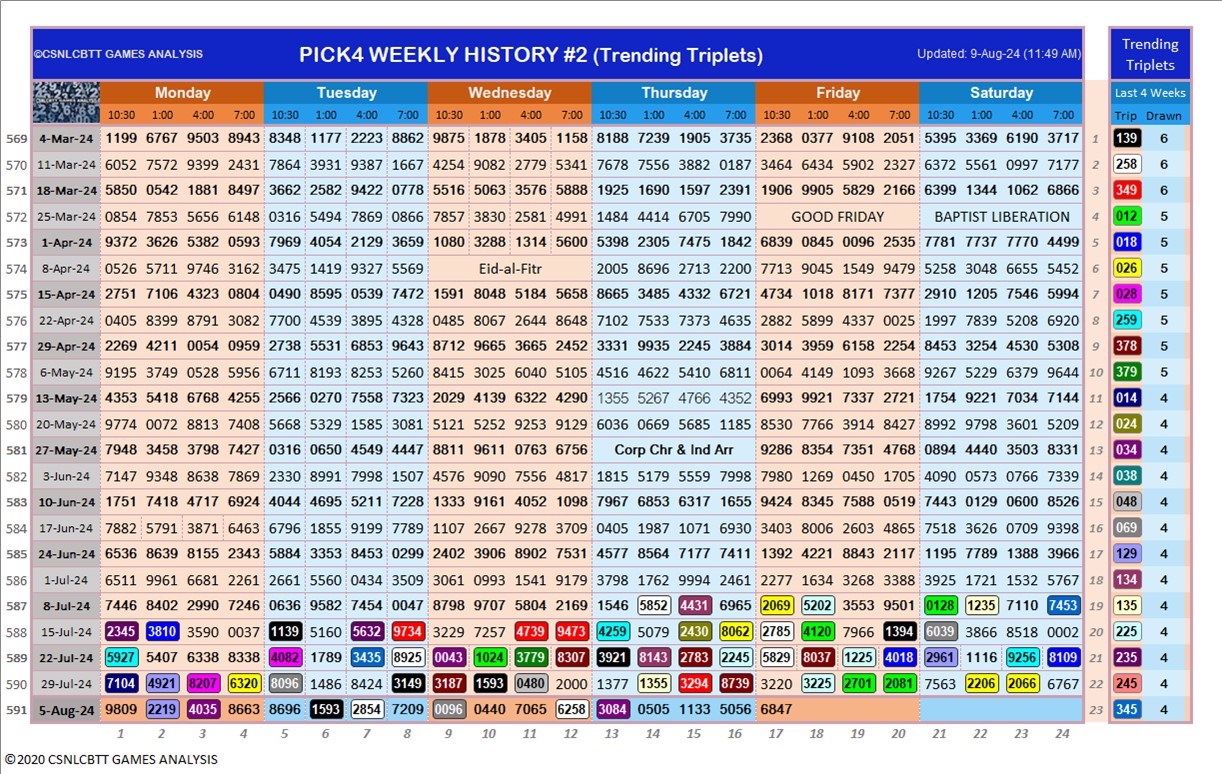 ©CSNLCBTT GAMES ANALYSIS PICK4 WEEKLY HISTORY #2 (Trending Triplets) Updated: 9-Aug-24 (11:49 AM) Trending Triplets
Monday Tuesday Wednesday Thursday Friday Saturday Last 4 Weeks
10:30 1:00 4:00 7:00 10:30 1:00 4:00 7:00 10:30 1:00 4:00 7:00 10:30 1:00 4:00 7:00 10:30 1:00 4:00 7:00 10:30 1:00 4:00 7:00 Trip Drawn
569 4-Mar-24 1199 6767 9503 8943 8348 1177 2223 8862 9875 1878 3405 1158 8188 7239 1905 3735 2368 0377 9108 2051 5395 3369 6190 3717 1 139 6
570 11-Mar-24 6052 7572 9399 2431 7864 3931 9387 1667 4254 9082 2779 5341 7678 7556 3882 0187 3464 6434 5902 2327 6372 5561 0997 7177 2 258 6
571 18-Mar-24 5850 0542 1881 8497 3662 2582 9422 0778 5516 5063 3576 5888 1925 1690 1597 2391 1906 9905 5829 2166 6399 1344 1062 6866 3 349 6
572 25-Mar-24 0854 7853 5656 6148 0316 5494 7869 0866 7857 3830 2581 4991 1484 4414 6705 7990 GOOD FRIDAY BAPTIST LIBERATION 4 012 5
573 1-Apr-24 9372 3626 5382 0593 7969 4054 2129 3659 1080 3288 1314 5600 5398 2305 7475 1842 6839 0845 0096 2535 7781 7737 7770 4499 5 018 5
574 8-Apr-24 0526 5711 9746 3162 3475 1419 9327 5569 Eid-al-Fitr 2005 8696 2713 2200 7713 9045 1549 9479 5258 3048 6655 5452 6 026 5
575 15-Apr-24 2751 7106 4323 0804 0490 8595 0539 7472 1591 8048 5184 5658 8665 3485 4332 6721 4734 1018 8171 7377 2910 1205 7546 5994 7 028 5
576 22-Apr-24 0405 8399 8791 3082 7700 4539 3895 4328 0485 8067 2644 8648 7102 7533 7373 4635 2882 5899 4337 0025 1997 7839 5208 6920 8 259 5
577 29-Apr-24 2269 4211 0054 0959 2738 5531 6853 9643 8712 9665 3665 2452 3331 9935 2245 3884 3014 3959 6158 2254 8453 3254 4530 5308 9 378 5
578 6-May-24 9195 3749 0528 5956 6711 8193 8253 5260 8415 3025 6040 5105 4516 4622 5410 6811 0064 4149 1093 3668 9267 5229 6379 9644 10 379 5
579 13-May-24 4353 5418 6768 4255 2566 0270 7558 7323 2029 4139 6322 4290 1355 5267 4766 4352 6993 9921 7337 2721 1754 9221 7034 7144 11 014 4
580 20-May-24 9774 0072 8813 7408 5668 5329 1585 3081 5121 5252 9253 9129 6036 0669 5685 1185 8530 7766 3914 8427 8992 9798 3601 5209 12 024 4
581 27-May-24 7948 3458 3798 7427 0316 0650 4549 4447 8811 9611 0763 6756 Corp Chr & Ind Arr 9286 8354 7351 4768 0894 4440 3503 8331 13 034 4
582 3-Jun-24 7147 9348 8638 7869 2330 8991 7998 1507 1576 9090 7556 4817 1815 5179 5559 7998 7980 1269 0450 1705 4090 0573 0766 7339 14 038 4
583 10-Jun-24 1751 7418 4717 6924 4044 4695 5211 7228 1333 9161 4052 1098 7967 6853 6317 1655 9424 8345 7588 0519 7443 0129 0600 8526 15 048 4
584 17-Jun-24 7882 5791 3871 6463 6796 1855 9199 7789 1107 2667 9278 3709 0405 1987 1071 6930 3403 8006 2603 4865 7518 3626 0709 9398 16 069 4
585 24-Jun-24 6536 8639 8155 2343 5884 3353 8453 0299 2402 3906 8902 7531 4577 8564 7177 7411 1392 4221 8843 2117 1195 7789 1388 3966 17 129 4
586 1-Jul-24 6511 9961 6681 2261 2661 5560 0434 3509 3061 0993 1541 9179 3798 1762 9994 2461 2277 1634 3268 3388 3925 1721 1532 5767 18 134 4
587 8-Jul-24 7446 8402 2990 7246 0636 9582 7454 0047 8798 9707 5804 2169 1546 5852 4431 6965 2069 5202 3553 9501 0128 1235 7110 7453 19 135 4
588 15-Jul-24 2345 3810 3590 0037 1139 5160 5632 9734 3229 7257 4739 9473 4259 5079 2430 8062 2785 4120 7966 1394 6039 3866 8518 0002 20 225 4
589 22-Jul-24 5927 5407 6338 8338 4082 1789 3435 8925 0043 1024 3779 8307 3921 8143 2783 2245 5829 8037 1225 4018 2961 1116 9256 8109 21 235 4
590 29-Jul-24 7104 4921 8207 6320 8096 1486 8424 3149 3187 1593 0480 2000 1377 1355 3294 8739 3220 3225 2701 2081 7563 2206 2066 6767 22 245 4
591 5-Aug-24 9809 2219 4035 8663 8696 1593 2854 7209 0096 0440 7065 6258 3084 0505 1133 5056 6847 23 345 4
1 2 3 4 5 6 7 8 9 10 11 12 13 14 15 16 17 18 19 20 21 22 23 24
©2020 CSNLCBTT GAMES ANALYSIS